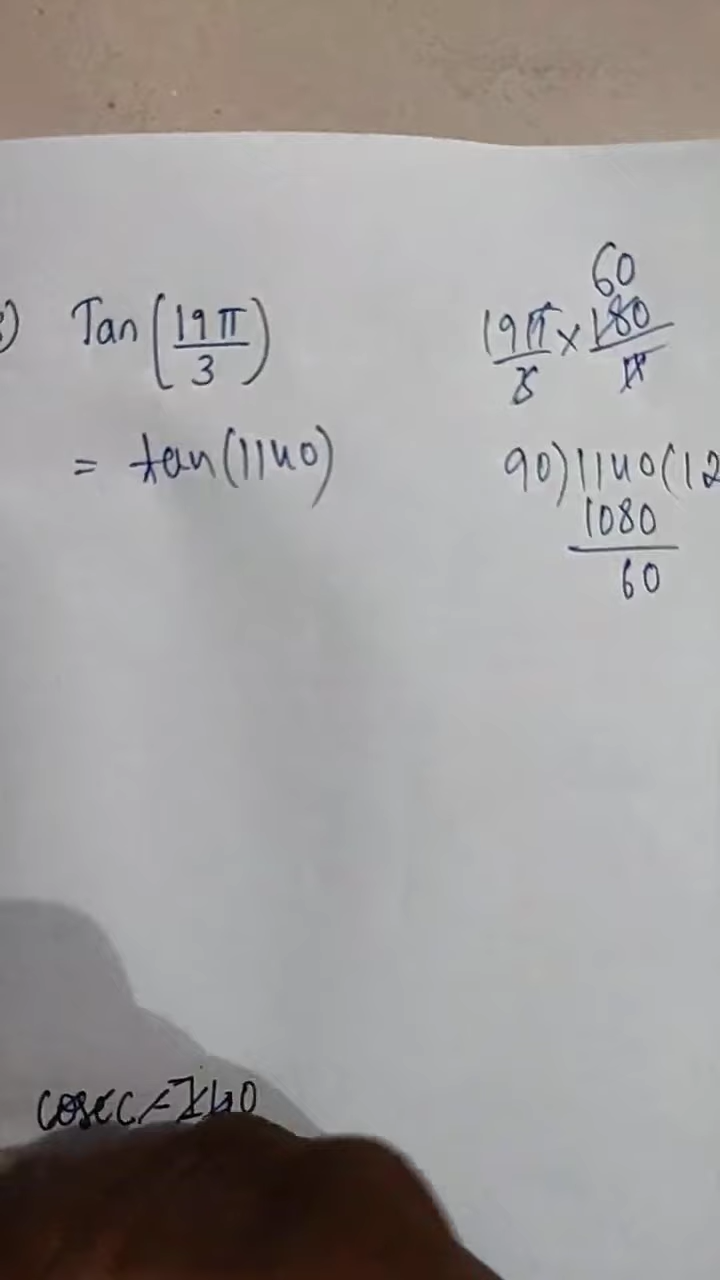 ) Tan(19π/3)
= tan(1140)
60
19π/3 × 180/π
90)1140(12
1080
60
cosec